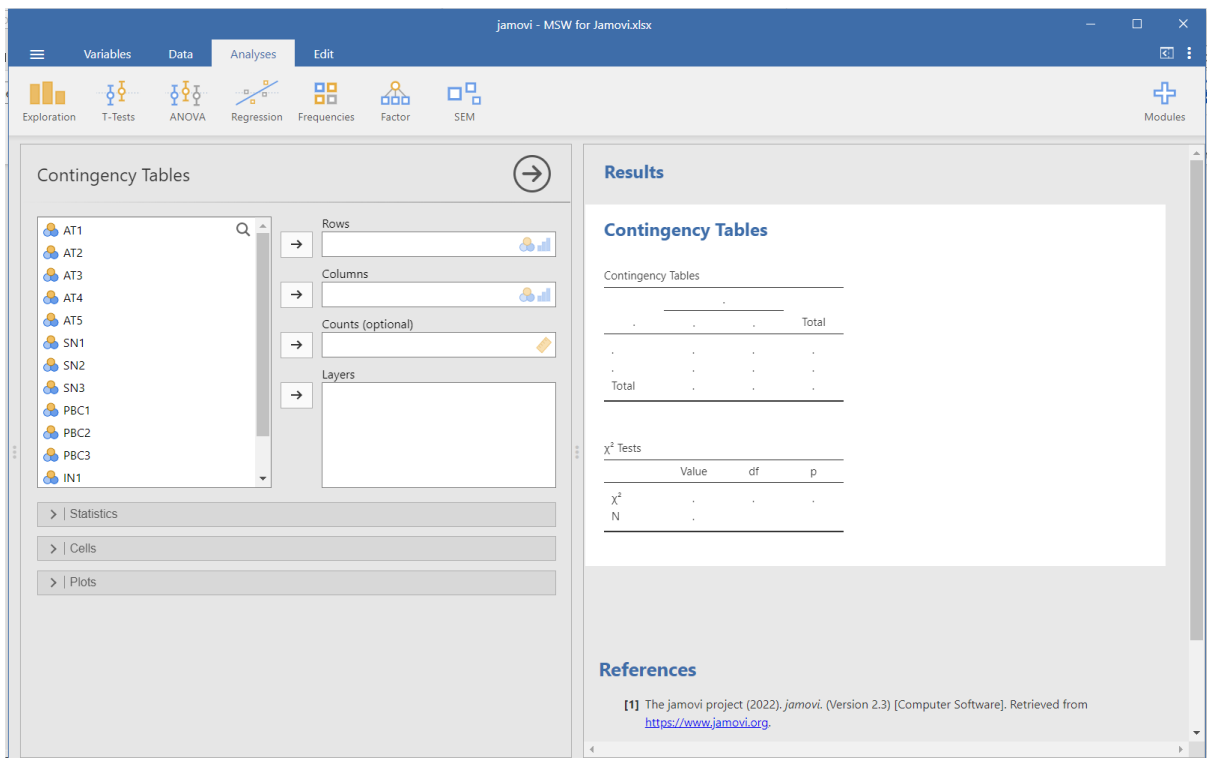 jamovi - MSW for Jamovi.xlsx
Variables Data Analyses Edit
Exploration T-Tests ANOVA Regression Frequencies Factor SEM Modules
Contingency Tables
AT1
AT2
AT3
AT4
AT5
SN1
SN2
SN3
PBC1
PBC2
PBC3
IN1
Rows
Columns
Counts (optional)
Layers
Statistics
Cells
Plots
Results
Contingency Tables
Contingency Tables
.
. . . Total
. . . .
. . . .
Total . . .
χ² Tests
Value df p
χ² . . .
N .
References
[1] The jamovi project (2022). jamovi. (Version 2.3) [Computer Software]. Retrieved from
https://www.jamovi.org.